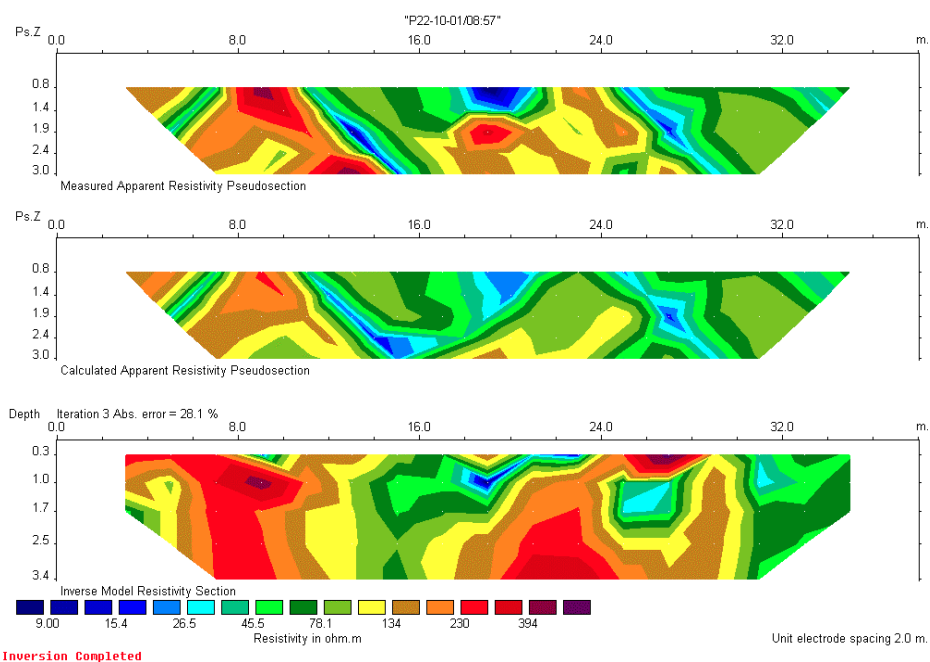 "P22-10-01/08:57"
Ps.Z 0.0 8.0 16.0 24.0 32.0 m.
0.8
1.4
1.9
2.4
3.0
Measured Apparent Resistivity Pseudosection
Ps.Z 0.0 8.0 16.0 24.0 32.0 m.
0.8
1.4
1.9
2.4
3.0
Calculated Apparent Resistivity Pseudosection
Depth Iteration 3 Abs. error = 28.1 %
0.0 8.0 16.0 24.0 32.0 m.
0.3
1.0
1.7
2.5
3.4
Inverse Model Resistivity Section
9.00 15.4 26.5 45.5 78.1 134 230 394
Resistivity in ohm.m Unit electrode spacing 2.0 m.
Inversion Completed